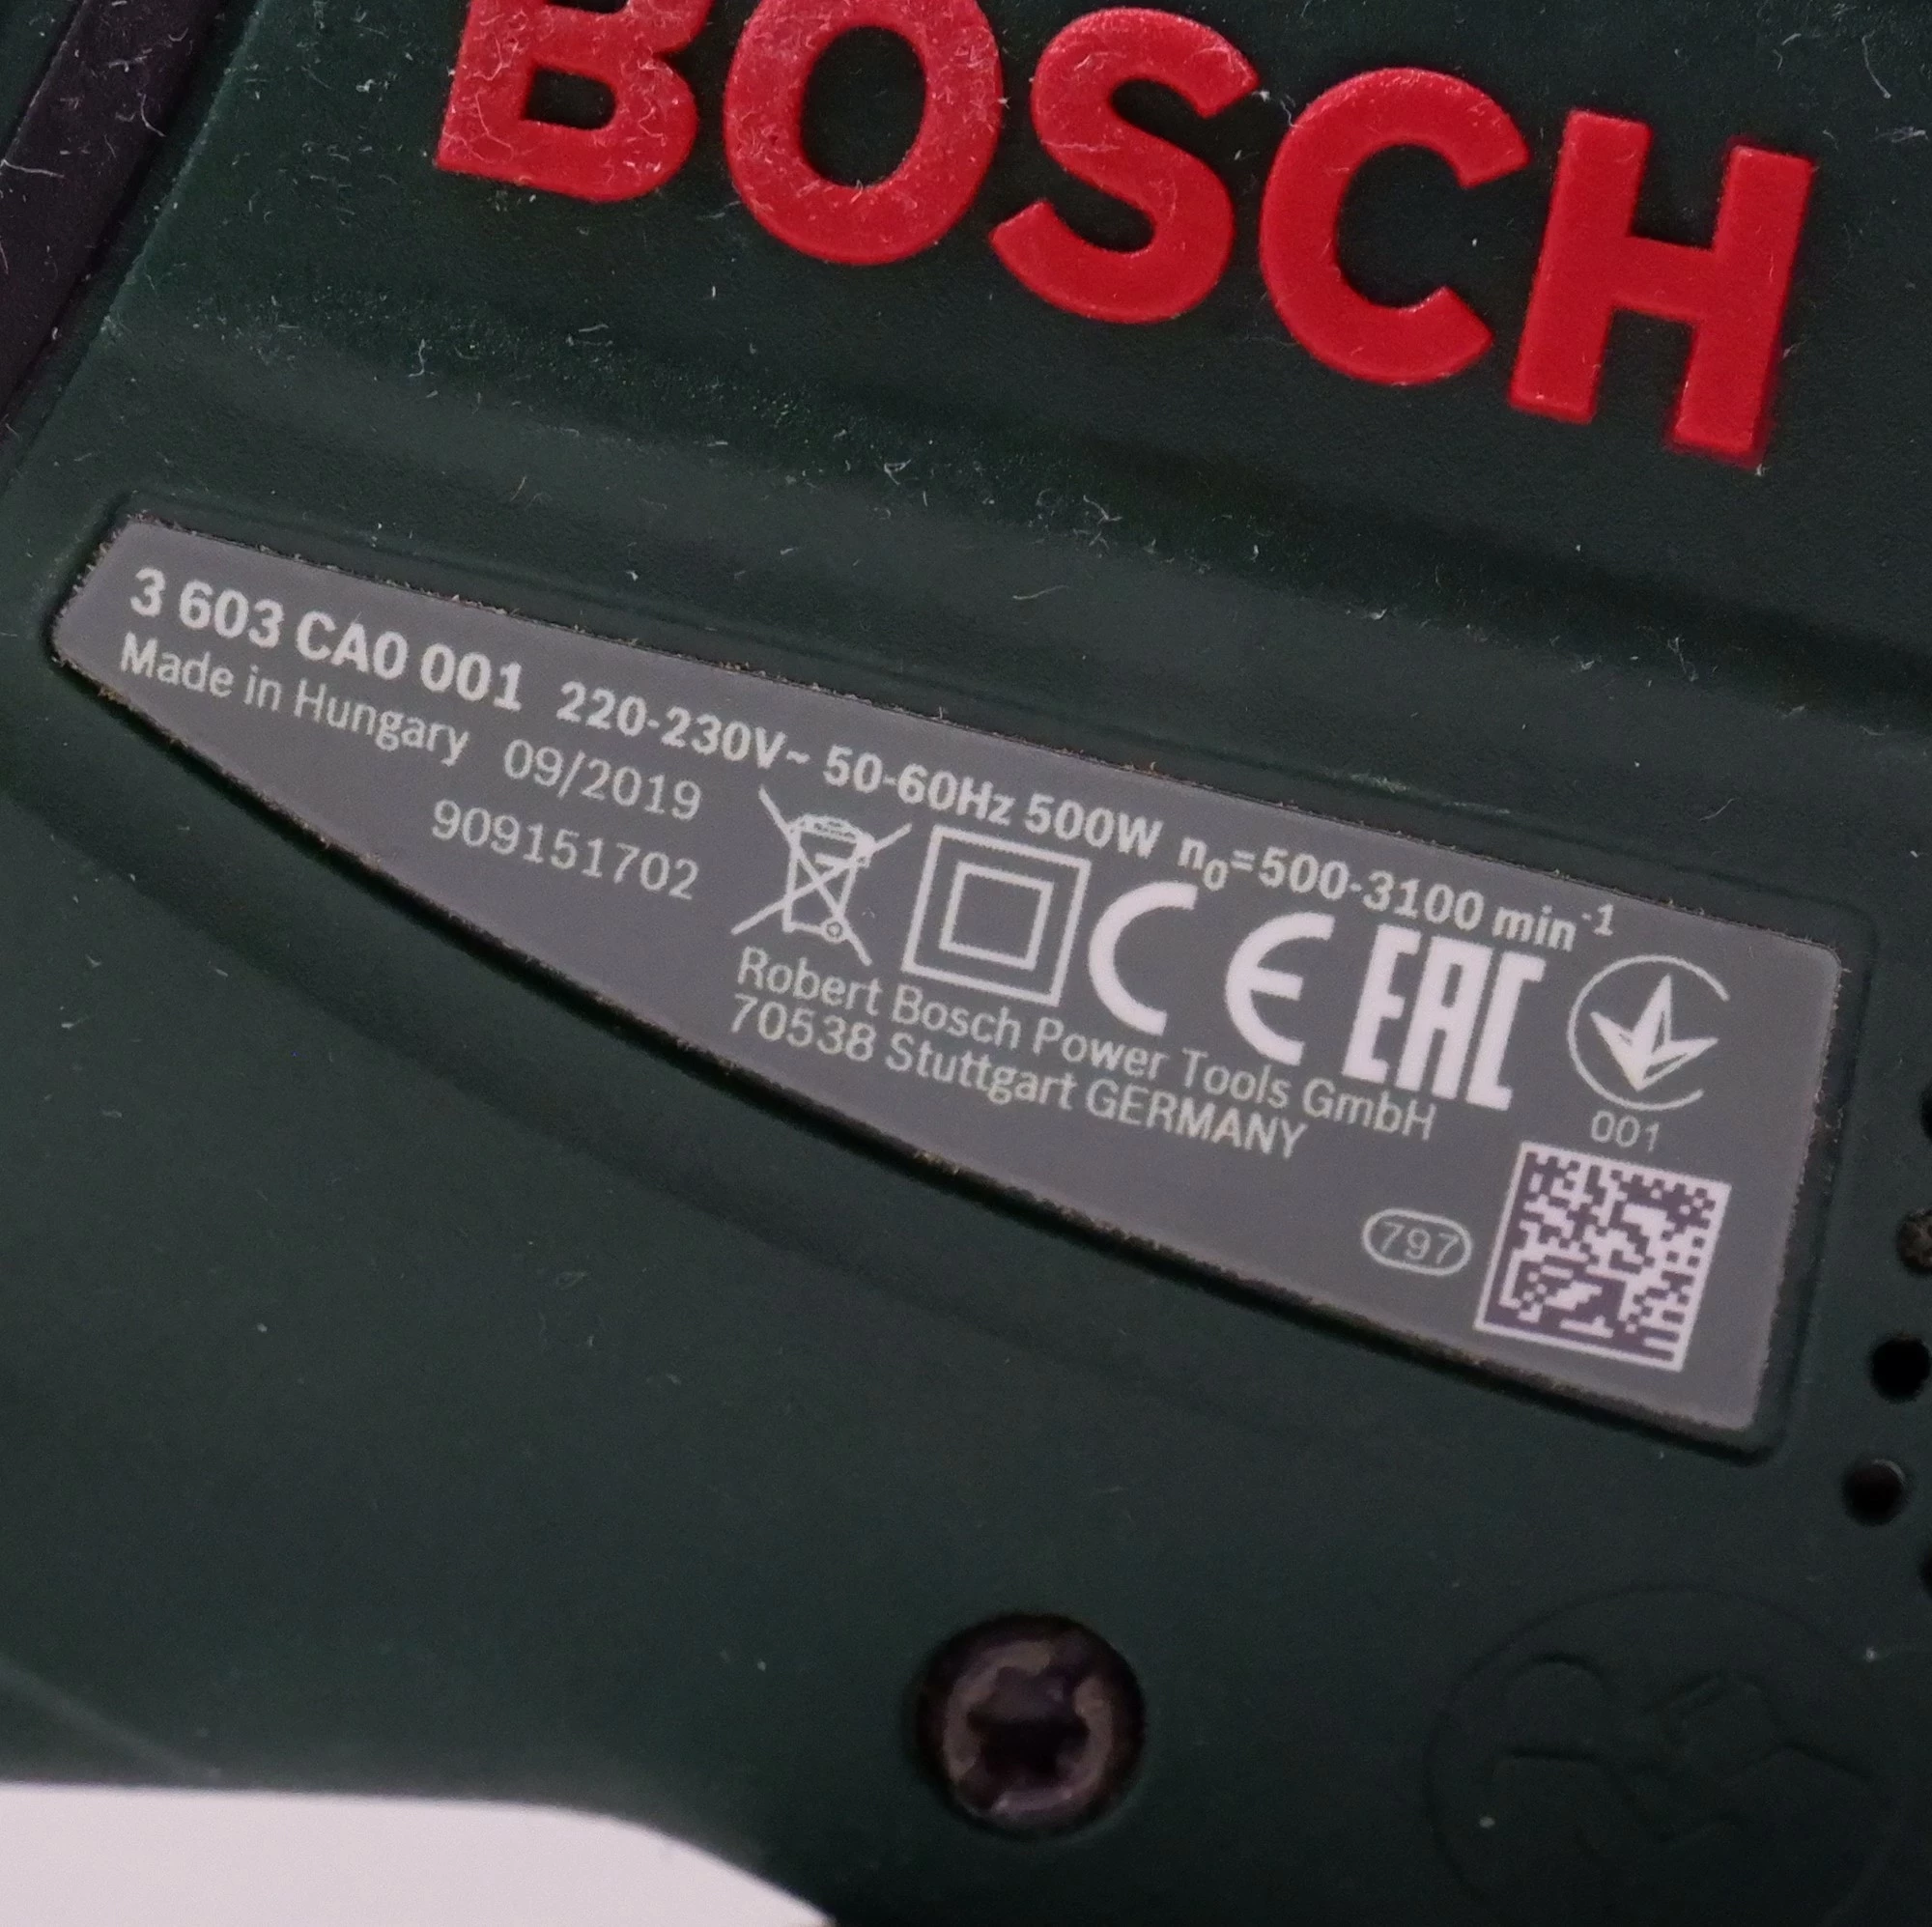 BOSCH
3 603 CA0 001 220-230V~ 50-60Hz 500W n₀=500-3100 min⁻¹
Made in Hungary 09/2019
909151702
CE EAC
Robert Bosch Power Tools GmbH
70538 Stuttgart GERMANY
001
797